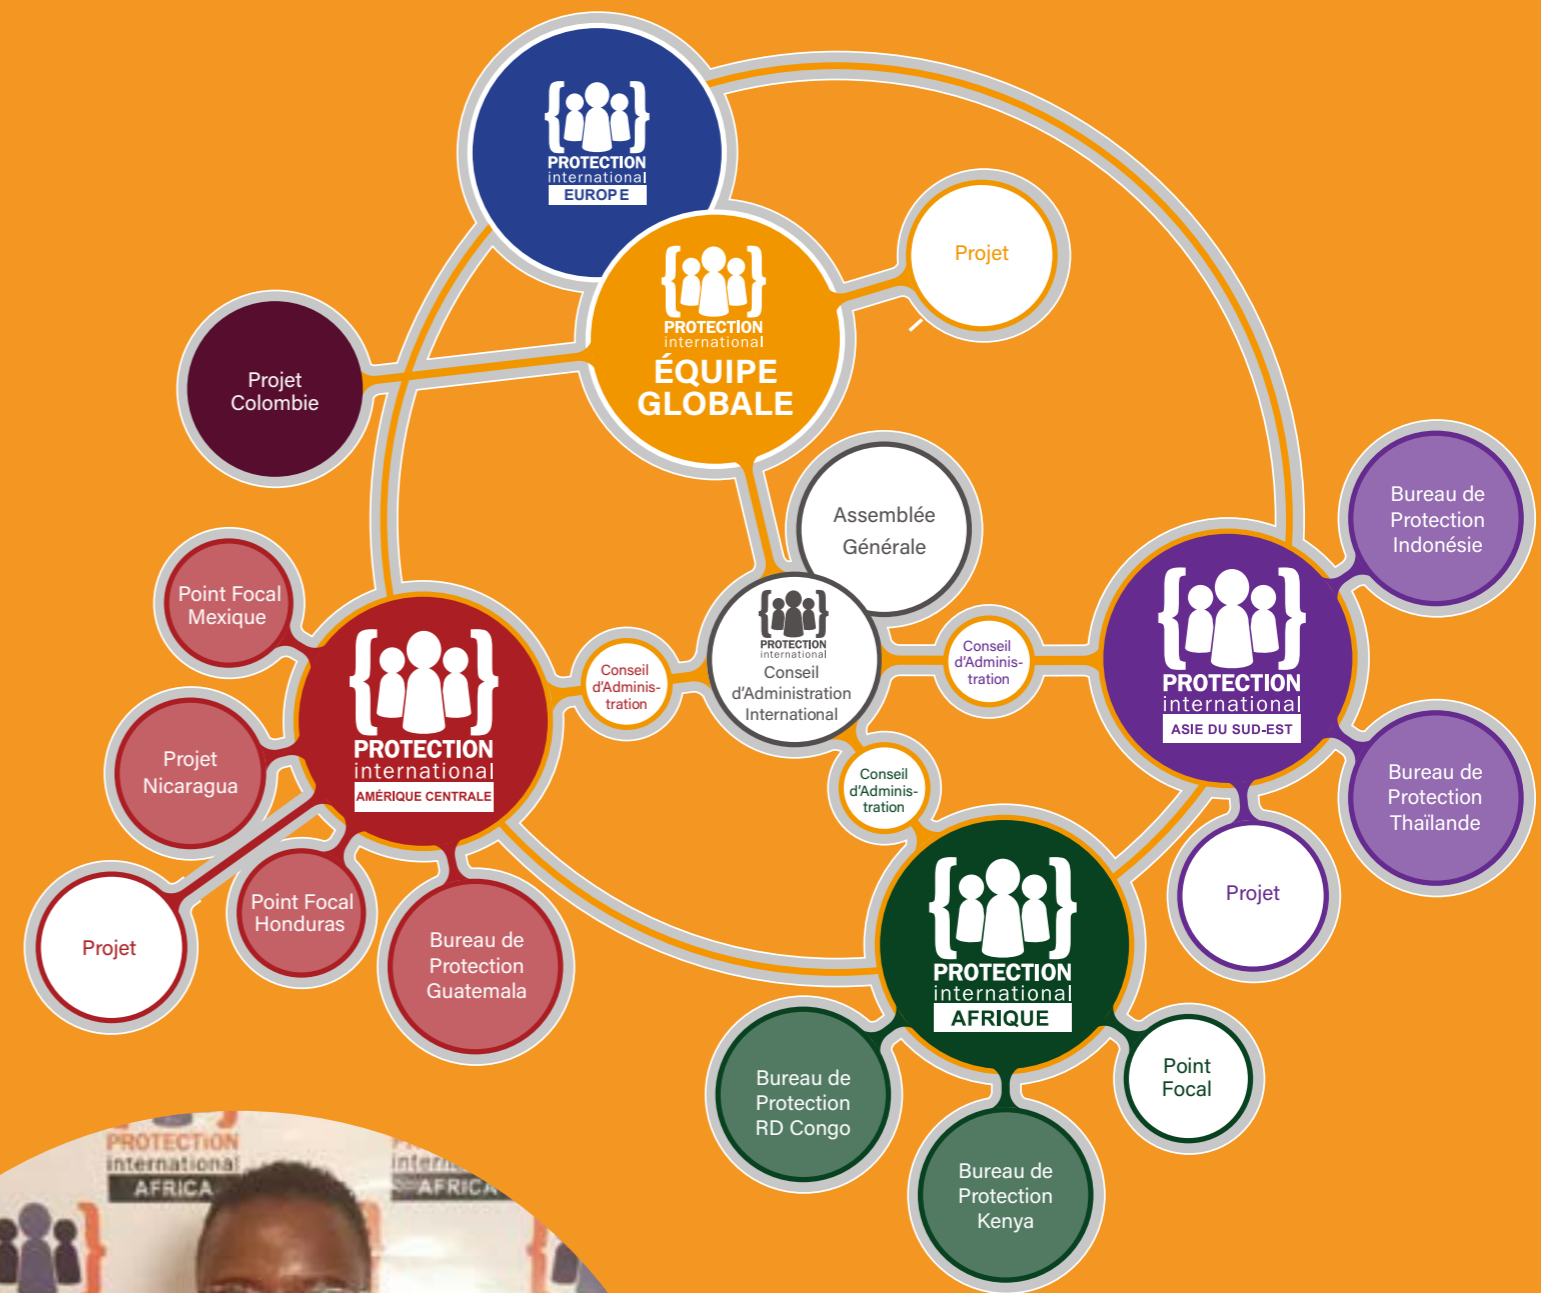 PROTECTION
international
EUROPE
PROTECTION
international
ÉQUIPE
GLOBALE
Projet
Projet
Colombie
Assemblée
Générale
Bureau de
Protection
Indonésie
Point Focal
Mexique
PROTECTION
international
AMÉRIQUE CENTRALE
Conseil
d'Adminis-
tration
PROTECTION
international
Conseil
d'Administration
International
Conseil
d'Adminis-
tration
PROTECTION
international
ASIE DU SUD-EST
Projet
Nicaragua
Conseil
d'Adminis-
tration
Bureau de
Protection
Thaïlande
Projet
Point Focal
Honduras
Bureau de
Protection
Guatemala
PROTECTION
international
AFRIQUE
Projet
Bureau de
Protection
RD Congo
Bureau de
Protection
Kenya
Point
Focal
PROTECTION
international
AFRICA
AFRICA